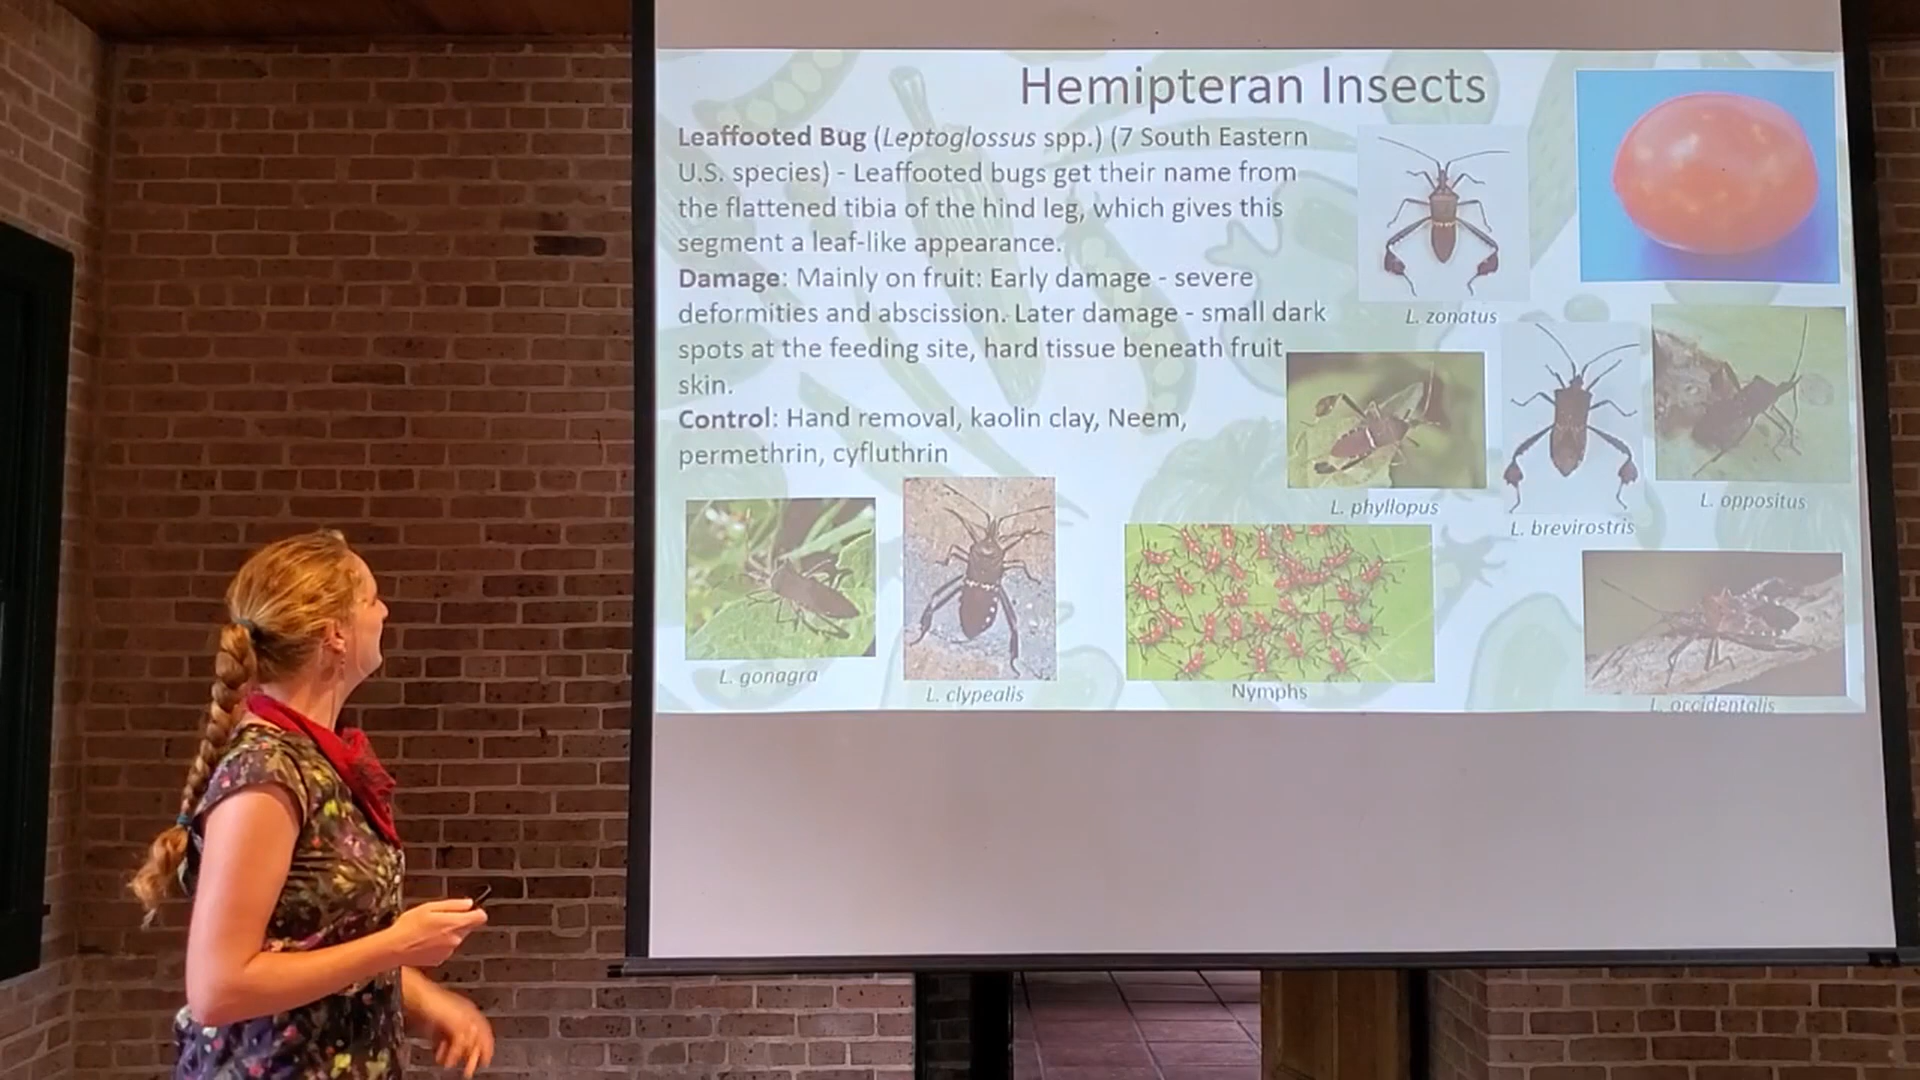 Hemipteran Insects
Leaffooted Bug (Leptoglossus spp.) (7 South Eastern
U.S. species) - Leaffooted bugs get their name from
the flattened tibia of the hind leg, which gives this
segment a leaf-like appearance.
Damage: Mainly on fruit: Early damage - severe
deformities and abscission. Later damage - small dark
spots at the feeding site, hard tissue beneath fruit
skin.
Control: Hand removal, kaolin clay, Neem,
permethrin, cyfluthrin
L. zonatus
L. phyllopus
L. brevirostris
L. oppositus
L. gonagra
L. clypealis
Nymphs
L. occidentalis